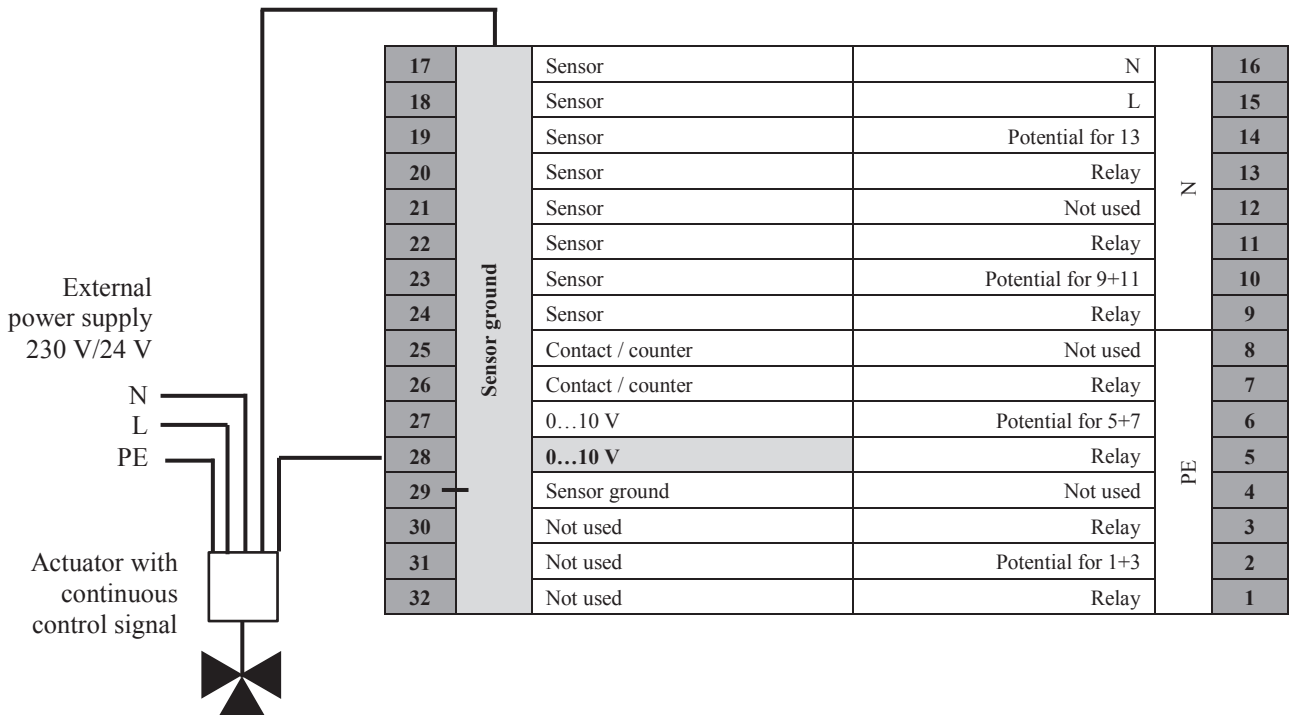 17 Sensor N 16
18 Sensor L 15
19 Sensor Potential for 13 14
20 Sensor Relay 13
N
21 Sensor Not used 12
22 Sensor Relay 11
23 Sensor Potential for 9+11 10
24 Sensor Relay 9
Sensor ground
25 Contact / counter Not used 8
26 Contact / counter Relay 7
27 0…10 V Potential for 5+7 6
28 0…10 V Relay 5
PE
29 Sensor ground Not used 4
30 Not used Relay 3
31 Not used Potential for 1+3 2
32 Not used Relay 1
External
power supply
230 V/24 V
N
L
PE
Actuator with
continuous
control signal